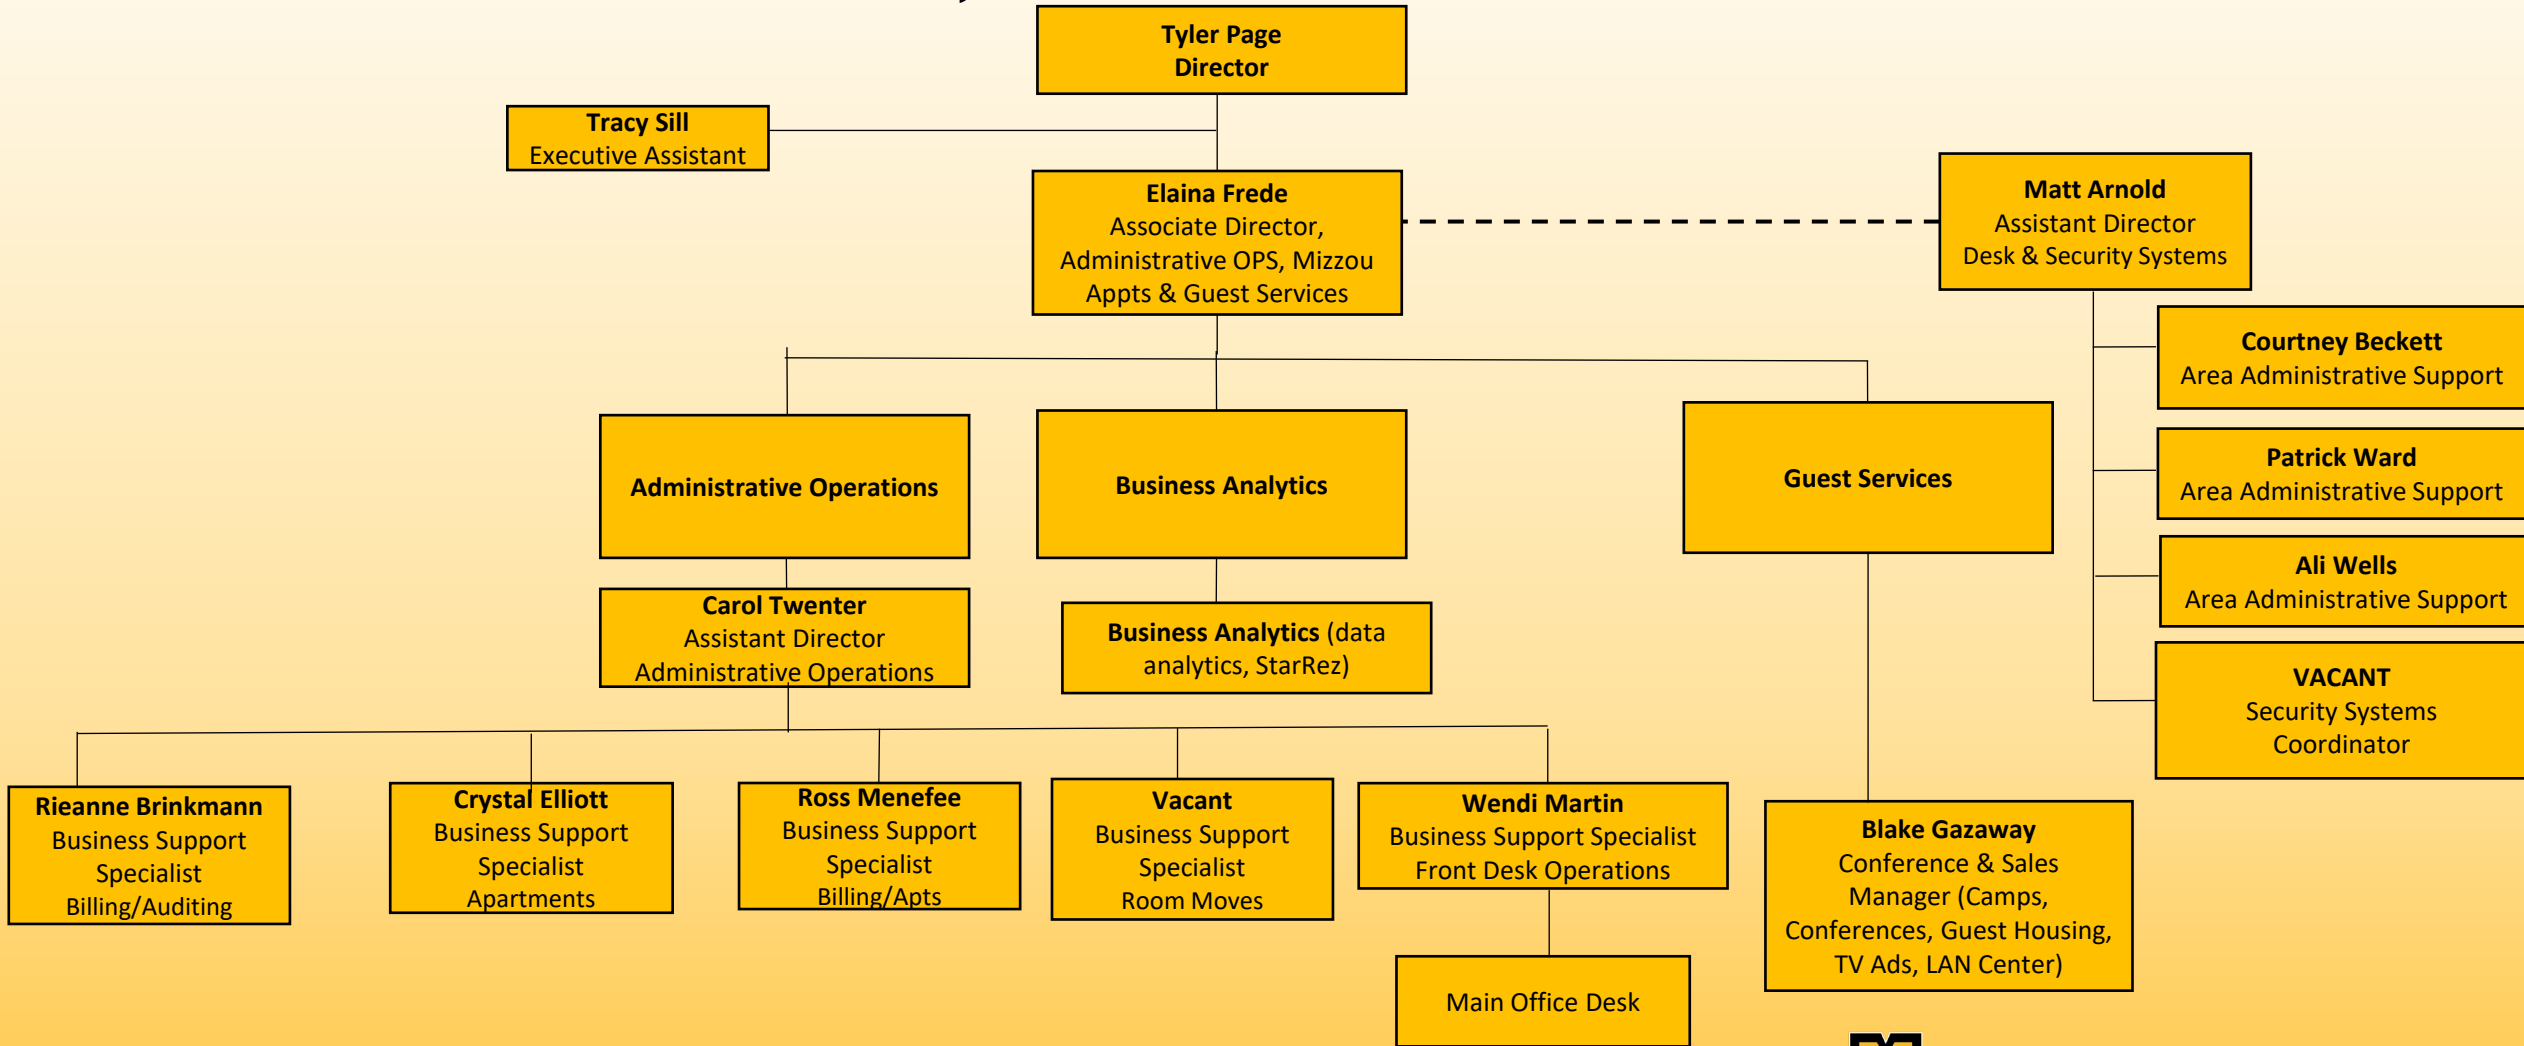 Tyler Page
Director
Tracy Sill
Executive Assistant
Elaina Frede
Associate Director,
Administrative OPS, Mizzou
Appts & Guest Services
Matt Arnold
Assistant Director
Desk & Security Systems
Courtney Beckett
Area Administrative Support
Patrick Ward
Area Administrative Support
Ali Wells
Area Administrative Support
VACANT
Security Systems
Coordinator
Administrative Operations
Business Analytics
Guest Services
Carol Twenter
Assistant Director
Administrative Operations
Business Analytics (data
analytics, StarRez)
Rieanne Brinkmann
Business Support
Specialist
Billing/Auditing
Crystal Elliott
Business Support
Specialist
Apartments
Ross Menefee
Business Support
Specialist
Billing/Apts
Vacant
Business Support
Specialist
Room Moves
Wendi Martin
Business Support Specialist
Front Desk Operations
Blake Gazaway
Conference & Sales
Manager (Camps,
Conferences, Guest Housing,
TV Ads, LAN Center)
Main Office Desk